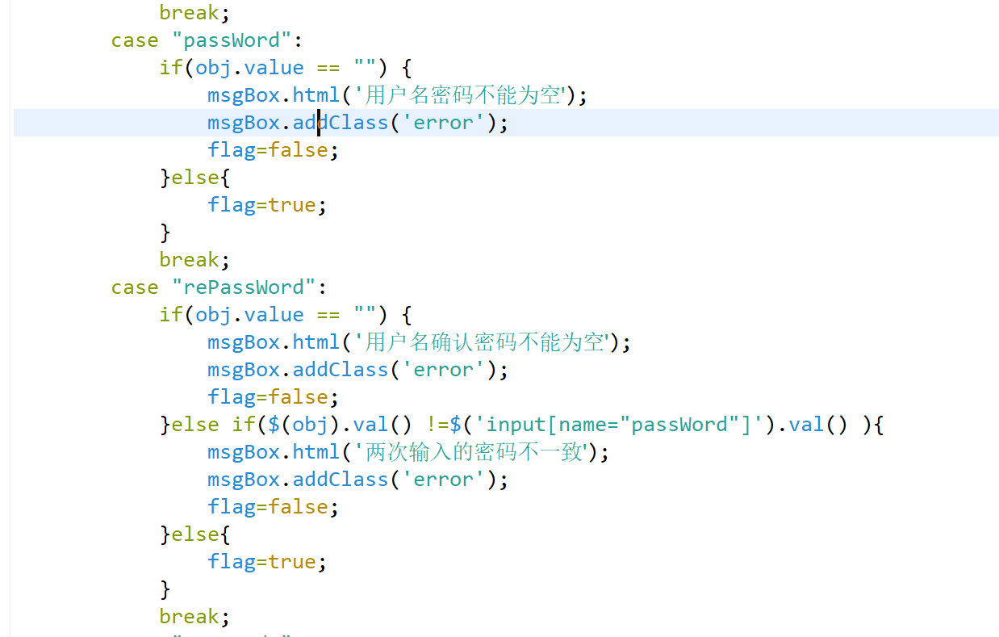 break;
case "passWord":
if(obj.value == "") {
msgBox.html('用户名密码不能为空');
msgBox.addClass('error');
flag=false;
}else{
flag=true;
}
break;
case "rePassWord":
if(obj.value == "") {
msgBox.html('用户名确认密码不能为空');
msgBox.addClass('error');
flag=false;
}else if($(obj).val() !=$('input[name="passWord"]').val() ){
msgBox.html('两次输入的密码不一致');
msgBox.addClass('error');
flag=false;
}else{
flag=true;
}
break;